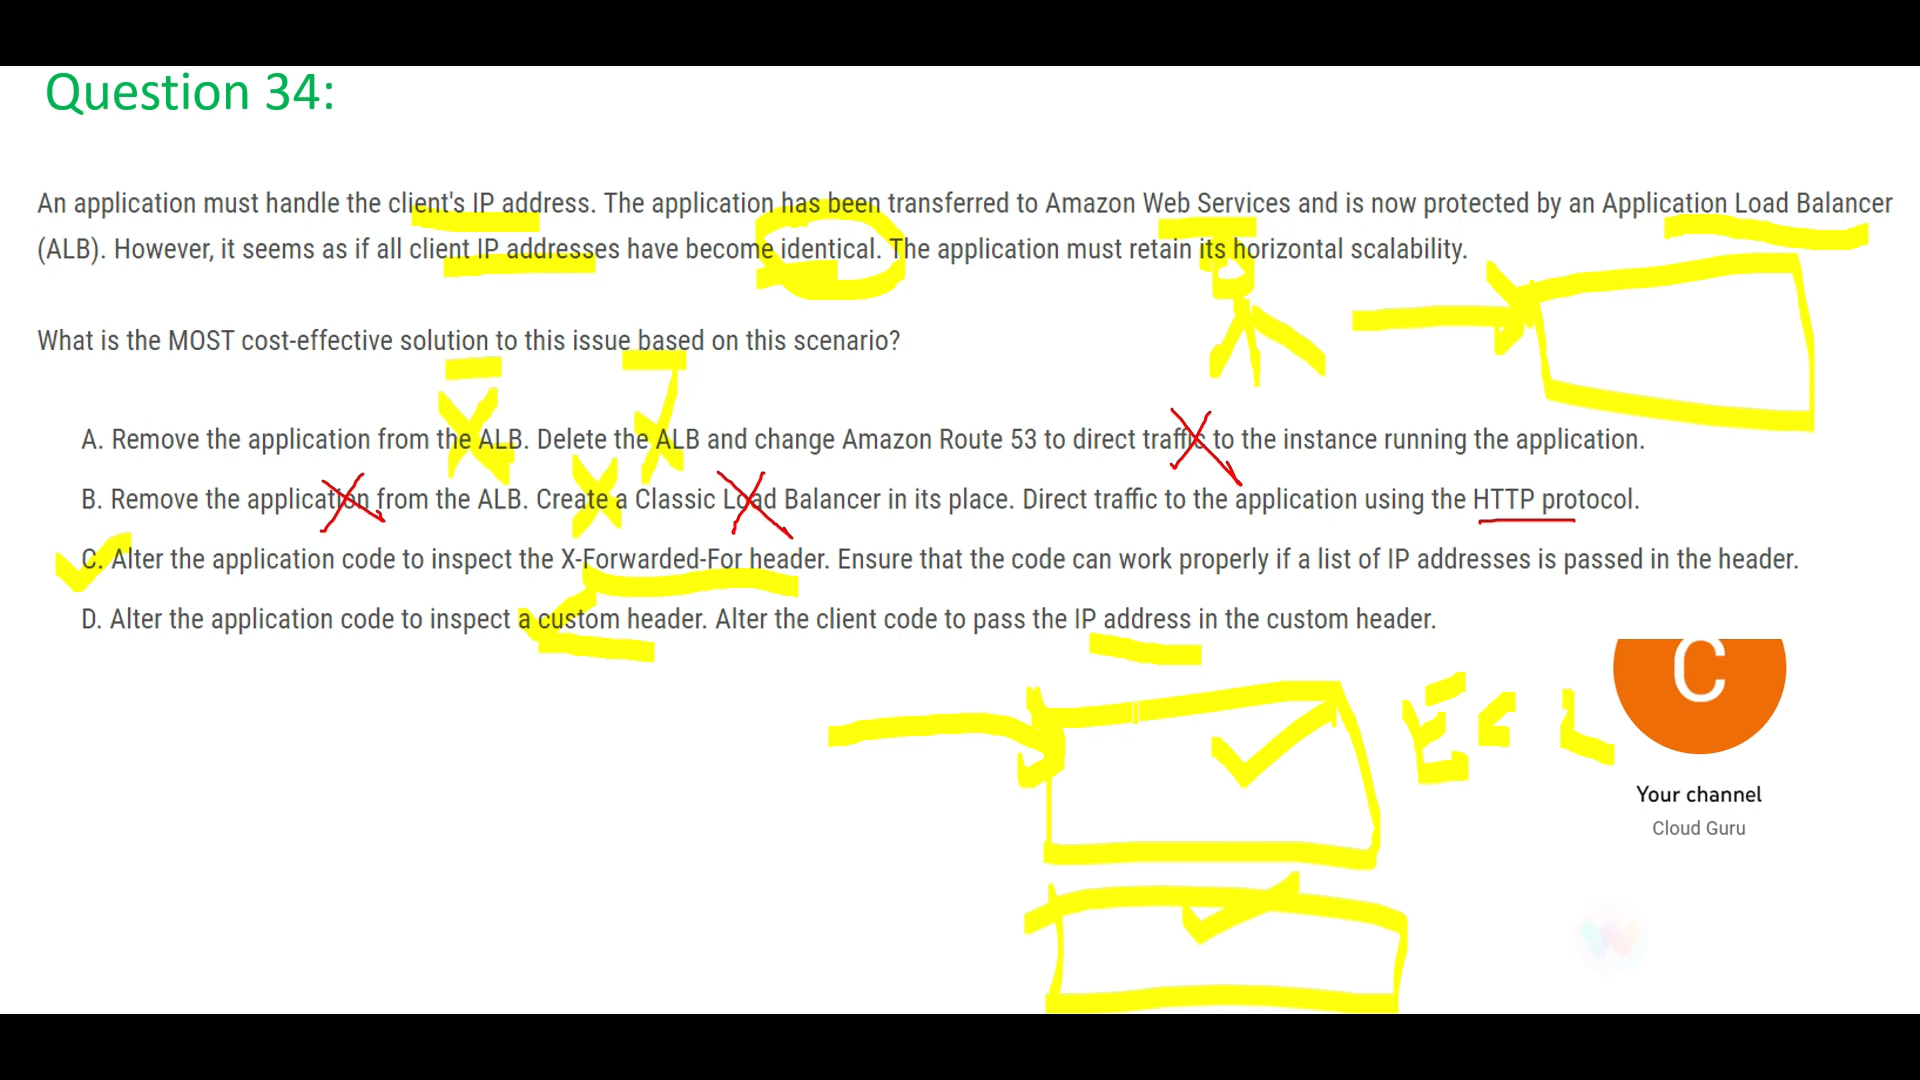 Question 34:
An application must handle the client's IP address. The application has been transferred to Amazon Web Services and is now protected by an Application Load Balancer
(ALB). However, it seems as if all client IP addresses have become identical. The application must retain its horizontal scalability.
What is the MOST cost-effective solution to this issue based on this scenario?
A. Remove the application from the ALB. Delete the ALB and change Amazon Route 53 to direct traffic to the instance running the application.
B. Remove the application from the ALB. Create a Classic Load Balancer in its place. Direct traffic to the application using the HTTP protocol.
C. Alter the application code to inspect the X-Forwarded-For header. Ensure that the code can work properly if a list of IP addresses is passed in the header.
D. Alter the application code to inspect a custom header. Alter the client code to pass the IP address in the custom header.
C
Your channel
Cloud Guru